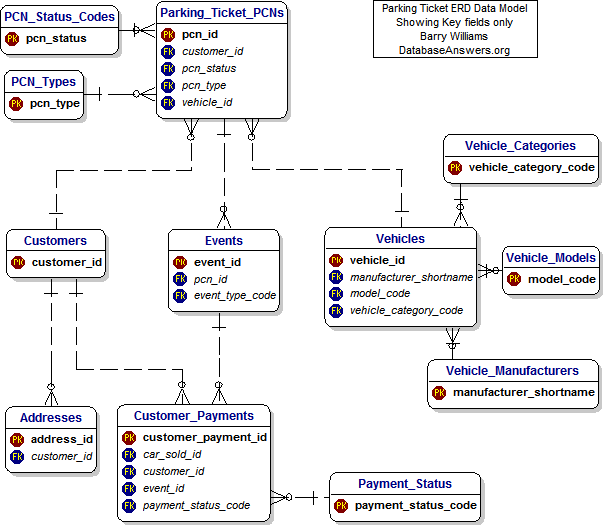 PCN_Status_Codes
PK pcn_status
PCN_Types
PK pcn_type
Parking_Ticket_PCNs
PK pcn_id
FK customer_id
FK pcn_status
FK pcn_type
FK vehicle_id
Parking Ticket ERD Data Model
Showing Key fields only
Barry Williams
DatabaseAnswers.org
Vehicle_Categories
PK vehicle_category_code
Customers
PK customer_id
Events
PK event_id
FK pcn_id
FK event_type_code
Vehicles
PK vehicle_id
FK manufacturer_shortname
FK model_code
FK vehicle_category_code
Vehicle_Models
PK model_code
Vehicle_Manufacturers
PK manufacturer_shortname
Addresses
PK address_id
FK customer_id
Customer_Payments
PK customer_payment_id
FK car_sold_id
FK customer_id
FK event_id
FK payment_status_code
Payment_Status
PK payment_status_code